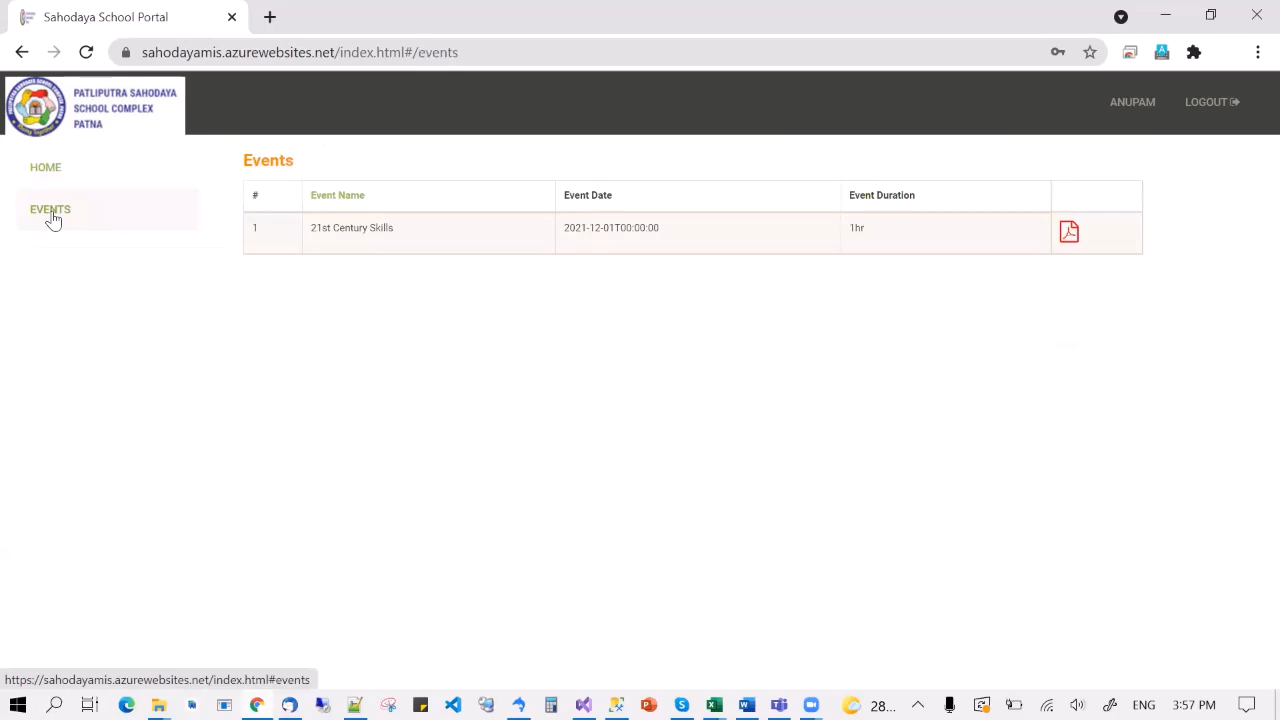 Sahodaya School Portal
sahodayamis.azurewebsites.net/index.html#/events
PATLIPUTRA SAHODAYA
SCHOOL COMPLEX
PATNA
ANUPAM
LOGOUT
HOME
EVENTS
Events
# Event Name Event Date Event Duration
1 21st Century Skills 2021-12-01T00:00:00 1hr
https://sahodayamis.azurewebsites.net/index.html#events
28...
ENG
3:57 PM